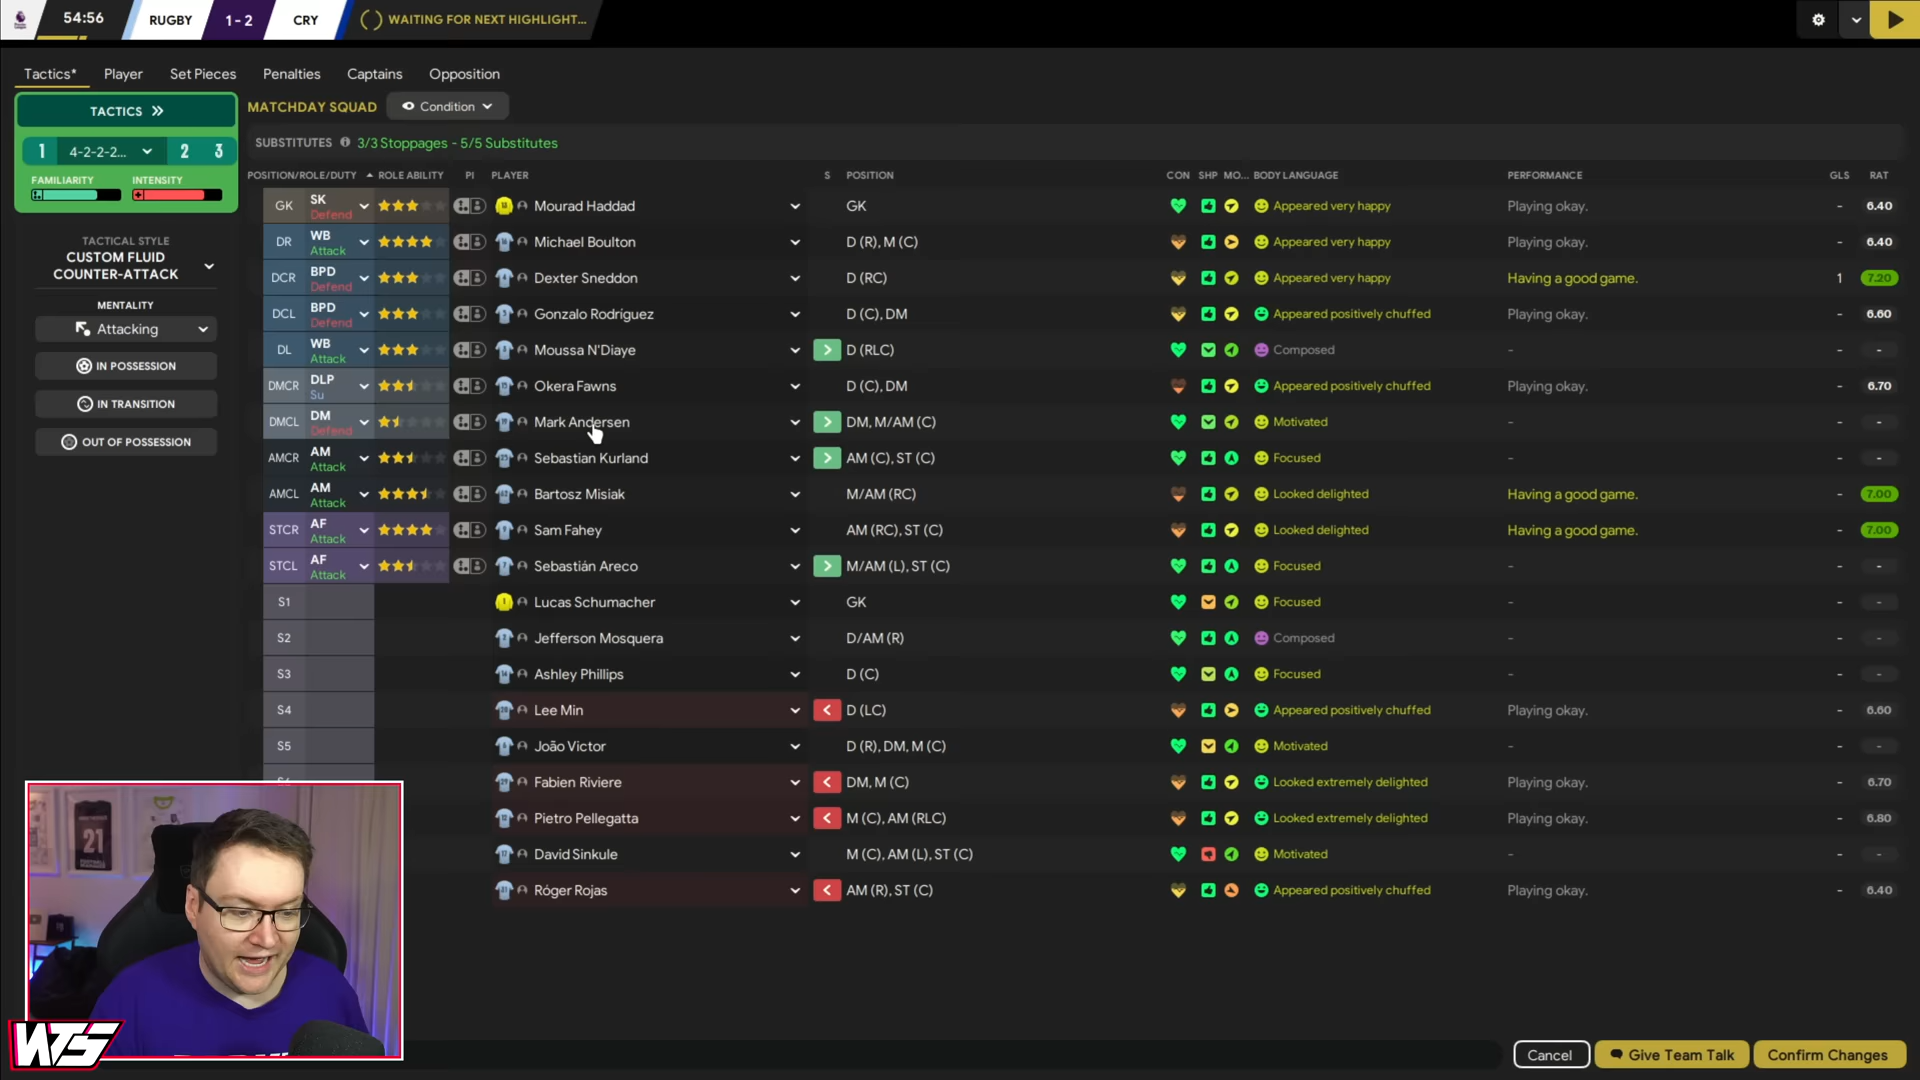 54:56 RUGBY 1 - 2 CRY WAITING FOR NEXT HIGHLIGHT...
Tactics* Player Set Pieces Penalties Captains Opposition
TACTICS
1 4-2-2-2... 2 3
FAMILIARITY INTENSITY
TACTICAL STYLE
CUSTOM FLUID
COUNTER-ATTACK
MENTALITY
Attacking
IN POSSESSION
IN TRANSITION
OUT OF POSSESSION
MATCHDAY SQUAD Condition
SUBSTITUTES 3/3 Stoppages - 5/5 Substitutes
POSITION/ROLE/DUTY ROLE ABILITY PI PLAYER S POSITION CON SHP MO... BODY LANGUAGE PERFORMANCE GLS RAT
GK SK Defend Mourad Haddad GK Appeared very happy Playing okay. - 6.40
DR WB Attack Michael Boulton D (R), M (C) Appeared very happy Playing okay. - 6.40
DCR BPD Defend Dexter Sneddon D (RC) Appeared very happy Having a good game. 1 7.20
DCL BPD Defend Gonzalo Rodríguez D (C), DM Appeared positively chuffed Playing okay. - 6.60
DL WB Attack Moussa N'Diaye D (RLC) Composed - - -
DMCR DLP Su Okera Fawns D (C), DM Appeared positively chuffed Playing okay. - 6.70
DMCL DM Defend Mark Andersen DM, M/AM (C) Motivated - - -
AMCR AM Attack Sebastian Kurland AM (C), ST (C) Focused - - -
AMCL AM Attack Bartosz Misiak M/AM (RC) Looked delighted Having a good game. - 7.00
STCR AF Attack Sam Fahey AM (RC), ST (C) Looked delighted Having a good game. - 7.00
STCL AF Attack Sebastián Areco M/AM (L), ST (C) Focused - - -
S1 Lucas Schumacher GK Focused - - -
S2 Jefferson Mosquera D/AM (R) Composed - - -
S3 Ashley Phillips D (C) Focused - - -
S4 Lee Min D (LC) Appeared positively chuffed Playing okay. - 6.60
S5 João Victor D (R), DM, M (C) Motivated - - -
Fabien Riviere DM, M (C) Looked extremely delighted Playing okay. - 6.70
Pietro Pellegatta M (C), AM (RLC) Looked extremely delighted Playing okay. - 6.80
David Sinkule M (C), AM (L), ST (C) Motivated - - -
Róger Rojas AM (R), ST (C) Appeared positively chuffed Playing okay. - 6.40
21
WTS
Cancel Give Team Talk Confirm Changes